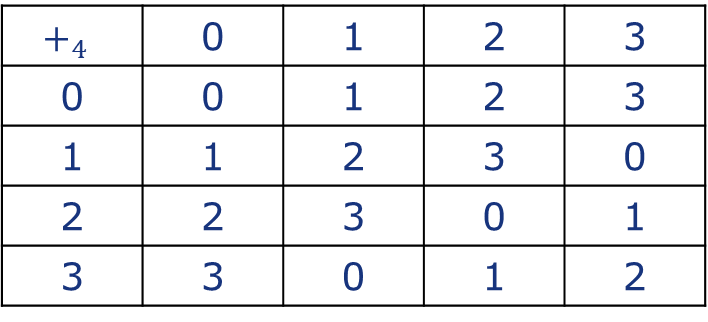 +₄ 0 1 2 3
0 0 1 2 3
1 1 2 3 0
2 2 3 0 1
3 3 0 1 2